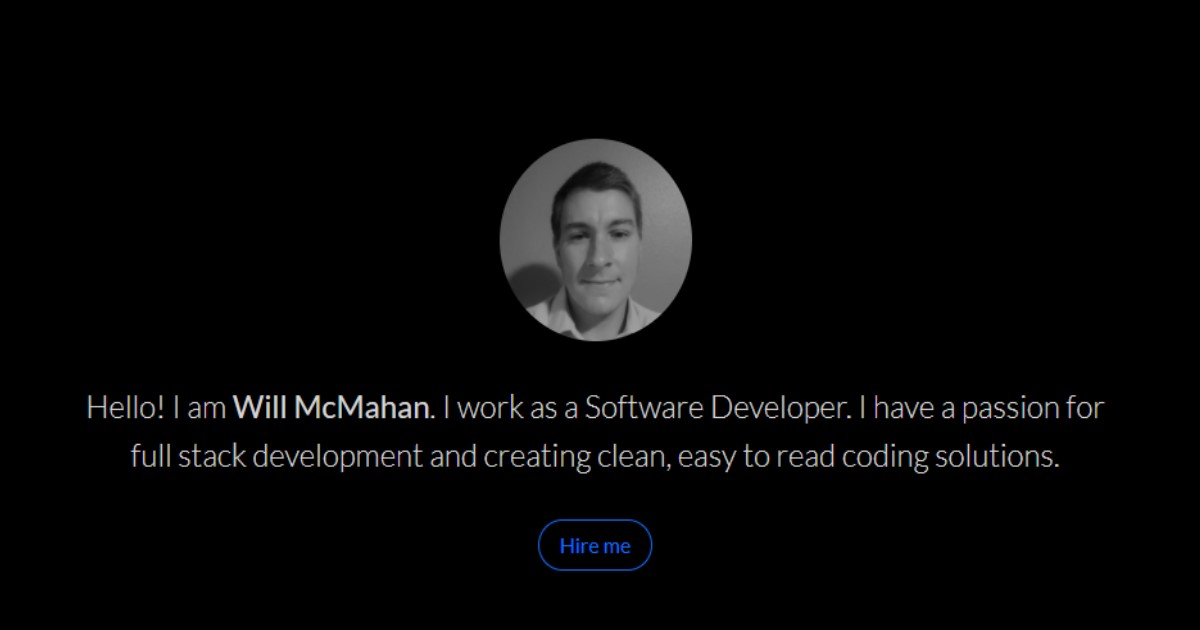 Hello! I am Will McMahan. I work as a Software Developer. I have a passion for
full stack development and creating clean, easy to read coding solutions.
Hire me